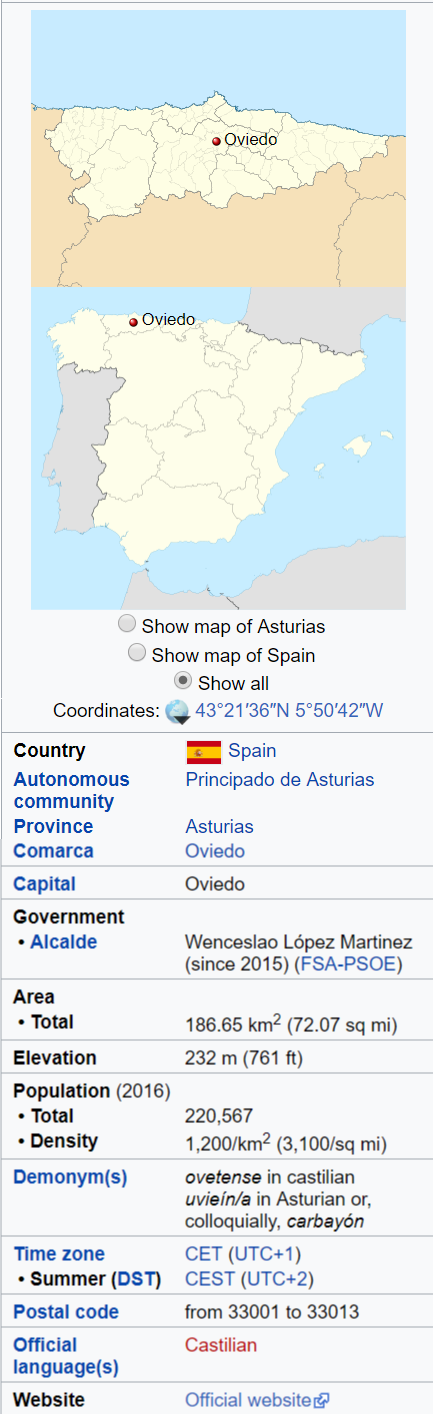 Oviedo
Oviedo
Show map of Asturias
Show map of Spain
Show all
Coordinates: 43°21′36″N 5°50′42″W
Country Spain
Autonomous community Principado de Asturias
Province Asturias
Comarca Oviedo
Capital Oviedo
Government
• Alcalde Wenceslao López Martinez
(since 2015) (FSA-PSOE)
Area
• Total 186.65 km2 (72.07 sq mi)
Elevation 232 m (761 ft)
Population (2016)
• Total 220,567
• Density 1,200/km2 (3,100/sq mi)
Demonym(s) ovetense in castilian
uvieín/a in Asturian or,
colloquially, carbayón
Time zone CET (UTC+1)
• Summer (DST) CEST (UTC+2)
Postal code from 33001 to 33013
Official language(s) Castilian
Website Official website